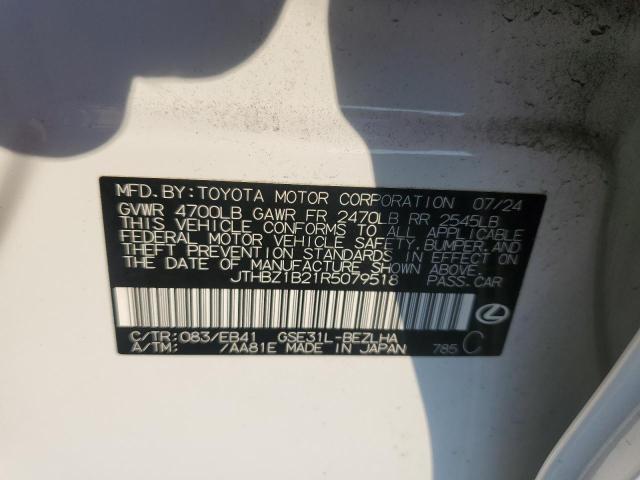 MFD. BY: TOYOTA MOTOR CORPORATION 07/24
GVWR 4700LB GAWR FR 2470LB RR 2545LB
THIS VEHICLE CONFORMS TO ALL APPLICABLE
FEDERAL MOTOR VEHICLE SAFETY, BUMPER, AND
THEFT PREVENTION STANDARDS IN EFFECT ON
THE DATE OF MANUFACTURE SHOWN ABOVE.
JTHBZ1B21R5079518 PASS. CAR
C/TR: 083/EB41 GSE31L-BEZLHA
A/TM: /AA81E MADE IN JAPAN 785 C